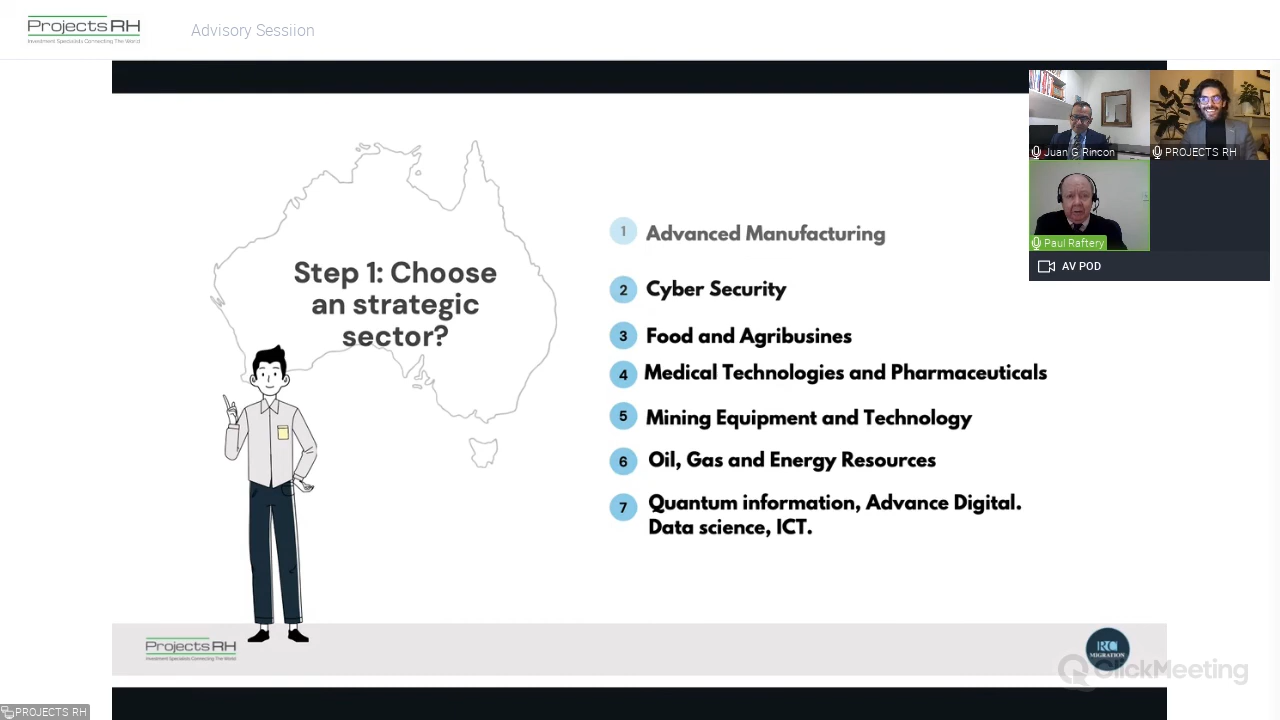 Projects RH
Investment Specialists Connecting The World
Advisory Sessiion
Juan G Rincon
PROJECTS RH
Paul Raftery
AV POD
Step 1: Choose
an strategic
sector?
1 Advanced Manufacturing
2 Cyber Security
3 Food and Agribusines
4 Medical Technologies and Pharmaceuticals
5 Mining Equipment and Technology
6 Oil, Gas and Energy Resources
7 Quantum information, Advance Digital.
Data science, ICT.
Projects RH
Investment Specialists Connecting The World
RC
MIGRATION
ClickMeeting
PROJECTS RH